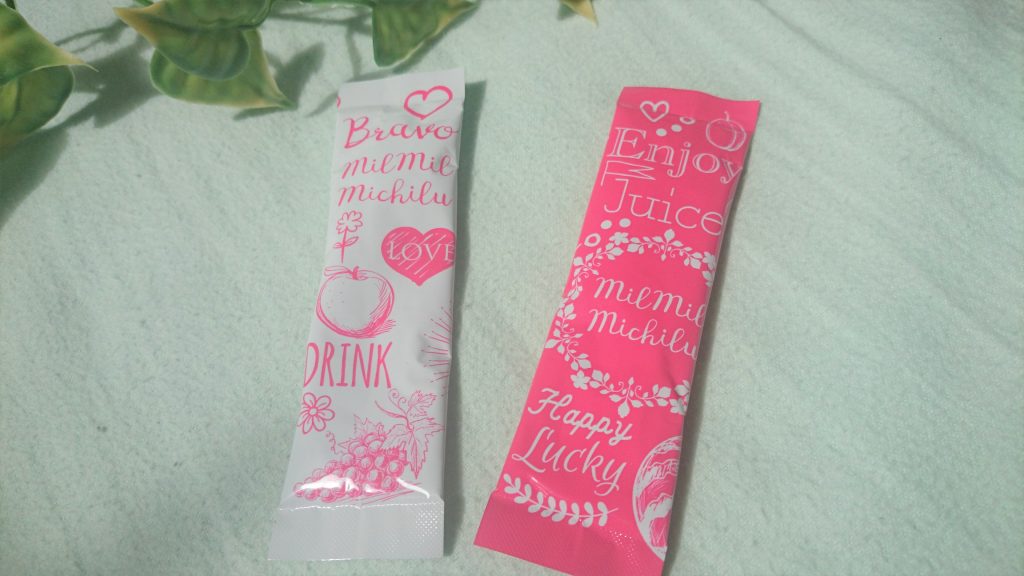 Bravo
MilMil
Michilu
LOVE
DRINK
Enjoy
Juice
MilMil
Michilu
Happy
Lucky